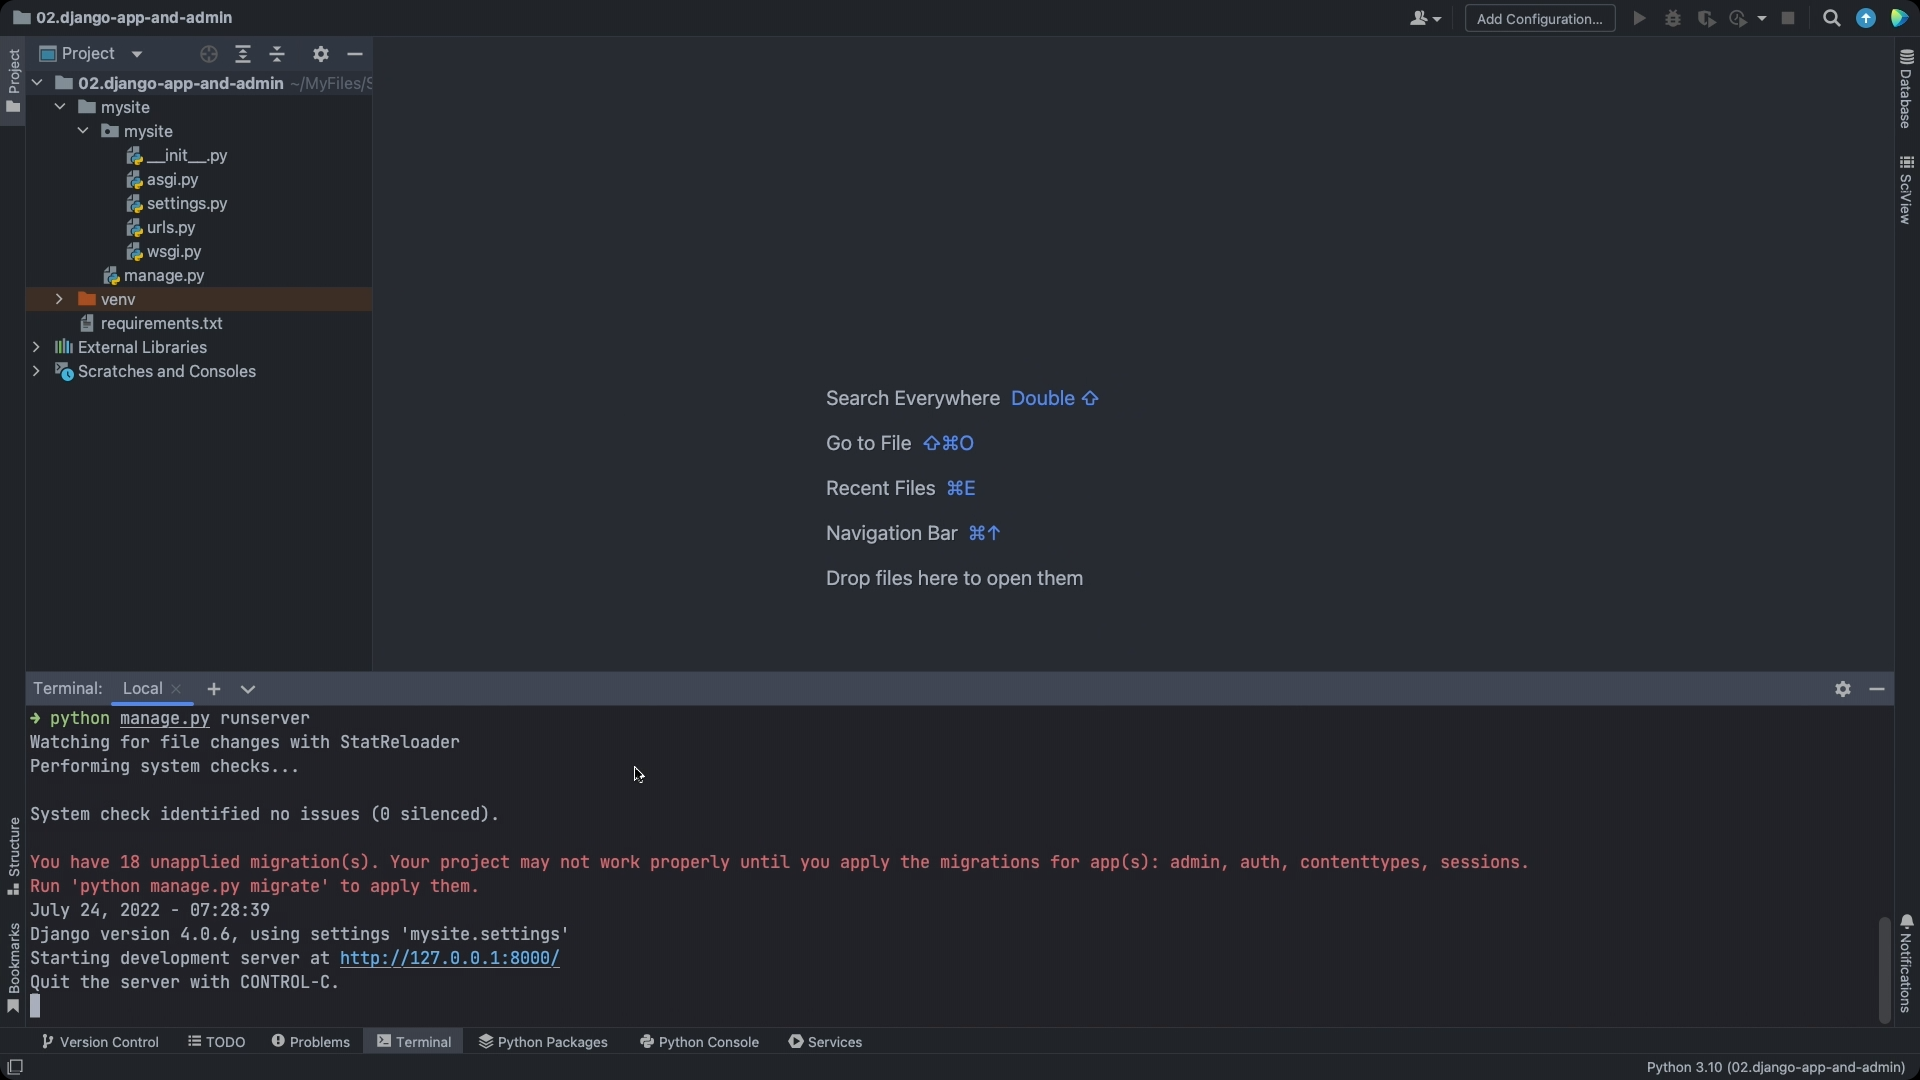 02.django-app-and-admin
Add Configuration...
Project
Project
02.django-app-and-admin ~/MyFiles/S
mysite
mysite
__init__.py
asgi.py
settings.py
urls.py
wsgi.py
manage.py
venv
requirements.txt
External Libraries
Scratches and Consoles
Search Everywhere Double ⇧
Go to File ⇧⌘O
Recent Files ⌘E
Navigation Bar ⌘↑
Drop files here to open them
Database
SciView
Terminal: Local
→ python manage.py runserver
Watching for file changes with StatReloader
Performing system checks...
System check identified no issues (0 silenced).
You have 18 unapplied migration(s). Your project may not work properly until you apply the migrations for app(s): admin, auth, contenttypes, sessions.
Run 'python manage.py migrate' to apply them.
July 24, 2022 - 07:28:39
Django version 4.0.6, using settings 'mysite.settings'
Starting development server at http://127.0.0.1:8000/
Quit the server with CONTROL-C.
Structure
Bookmarks
Notifications
Version Control
TODO
Problems
Terminal
Python Packages
Python Console
Services
Python 3.10 (02.django-app-and-admin)